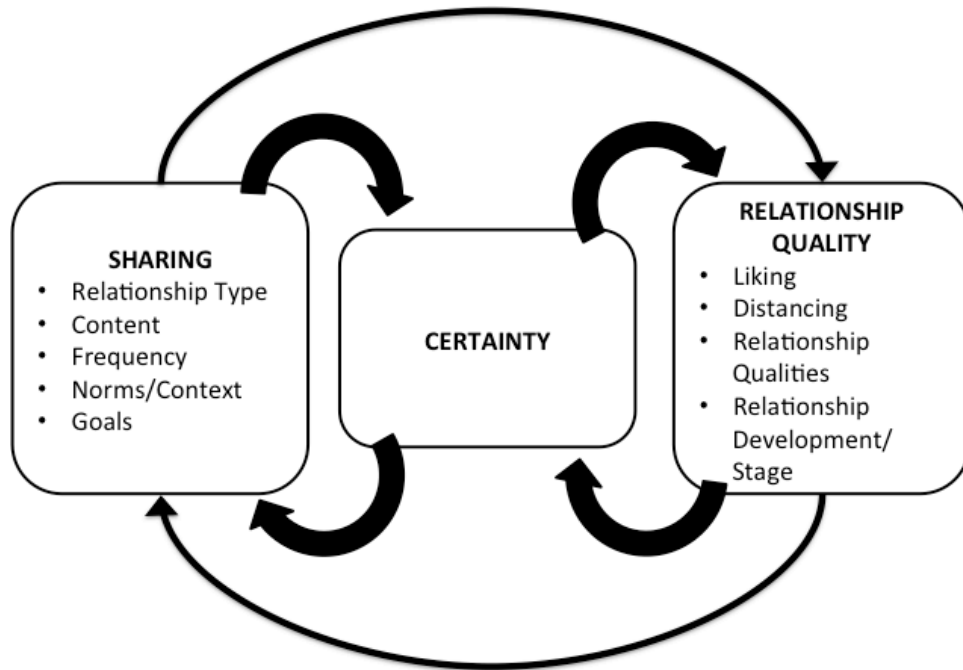 SHARING
• Relationship Type
• Content
• Frequency
• Norms/Context
• Goals
CERTAINTY
RELATIONSHIP
QUALITY
• Liking
• Distancing
• Relationship
Qualities
• Relationship
Development/
Stage